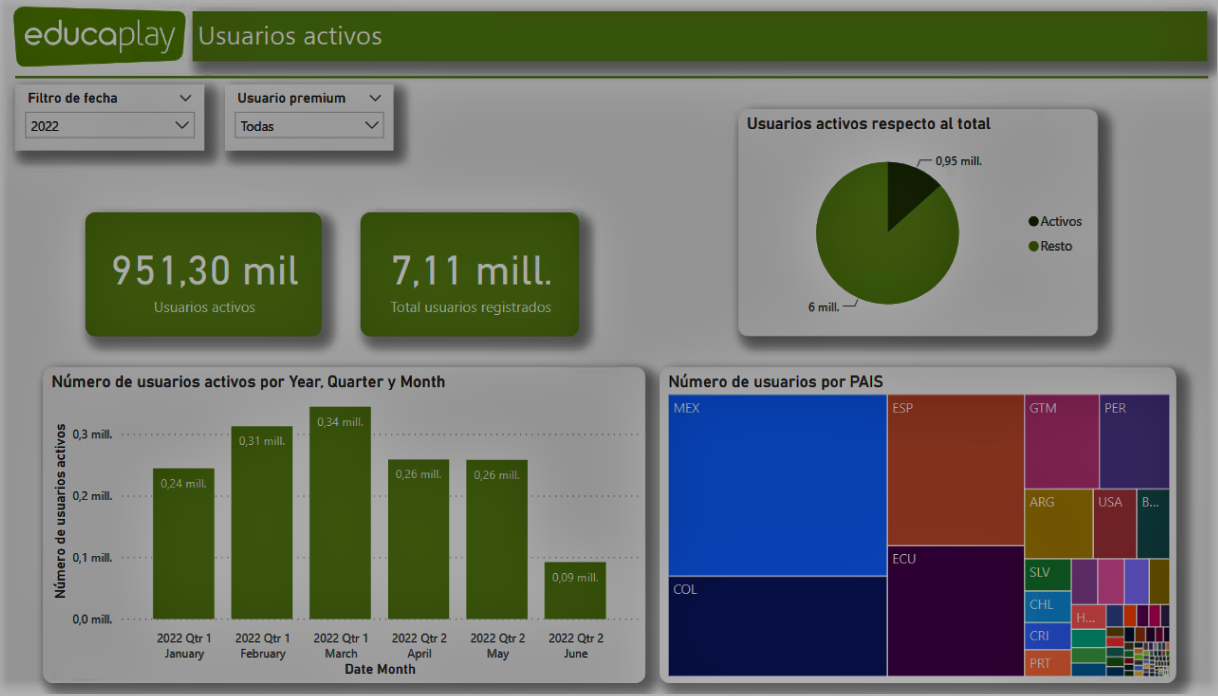 educaplay
Usuarios activos
Filtro de fecha
2022
Usuario premium
Todas
951,30 mil
Usuarios activos
7,11 mill.
Total usuarios registrados
Usuarios activos respecto al total
0,95 mill.
6 mill.
Activos
Resto
Número de usuarios activos por Year, Quarter y Month
Número de usuarios activos
0,3 mill.
0,2 mill.
0,1 mill.
0,0 mill.
0,24 mill.
0,31 mill.
0,34 mill.
0,26 mill.
0,26 mill.
0,09 mill.
2022 Qtr 1
January
2022 Qtr 1
February
2022 Qtr 1
March
2022 Qtr 2
April
2022 Qtr 2
May
2022 Qtr 2
June
Date Month
Número de usuarios por PAIS
MEX
COL
ESP
ECU
GTM
PER
ARG
USA
B...
SLV
CHL
CRI
PRT
H...